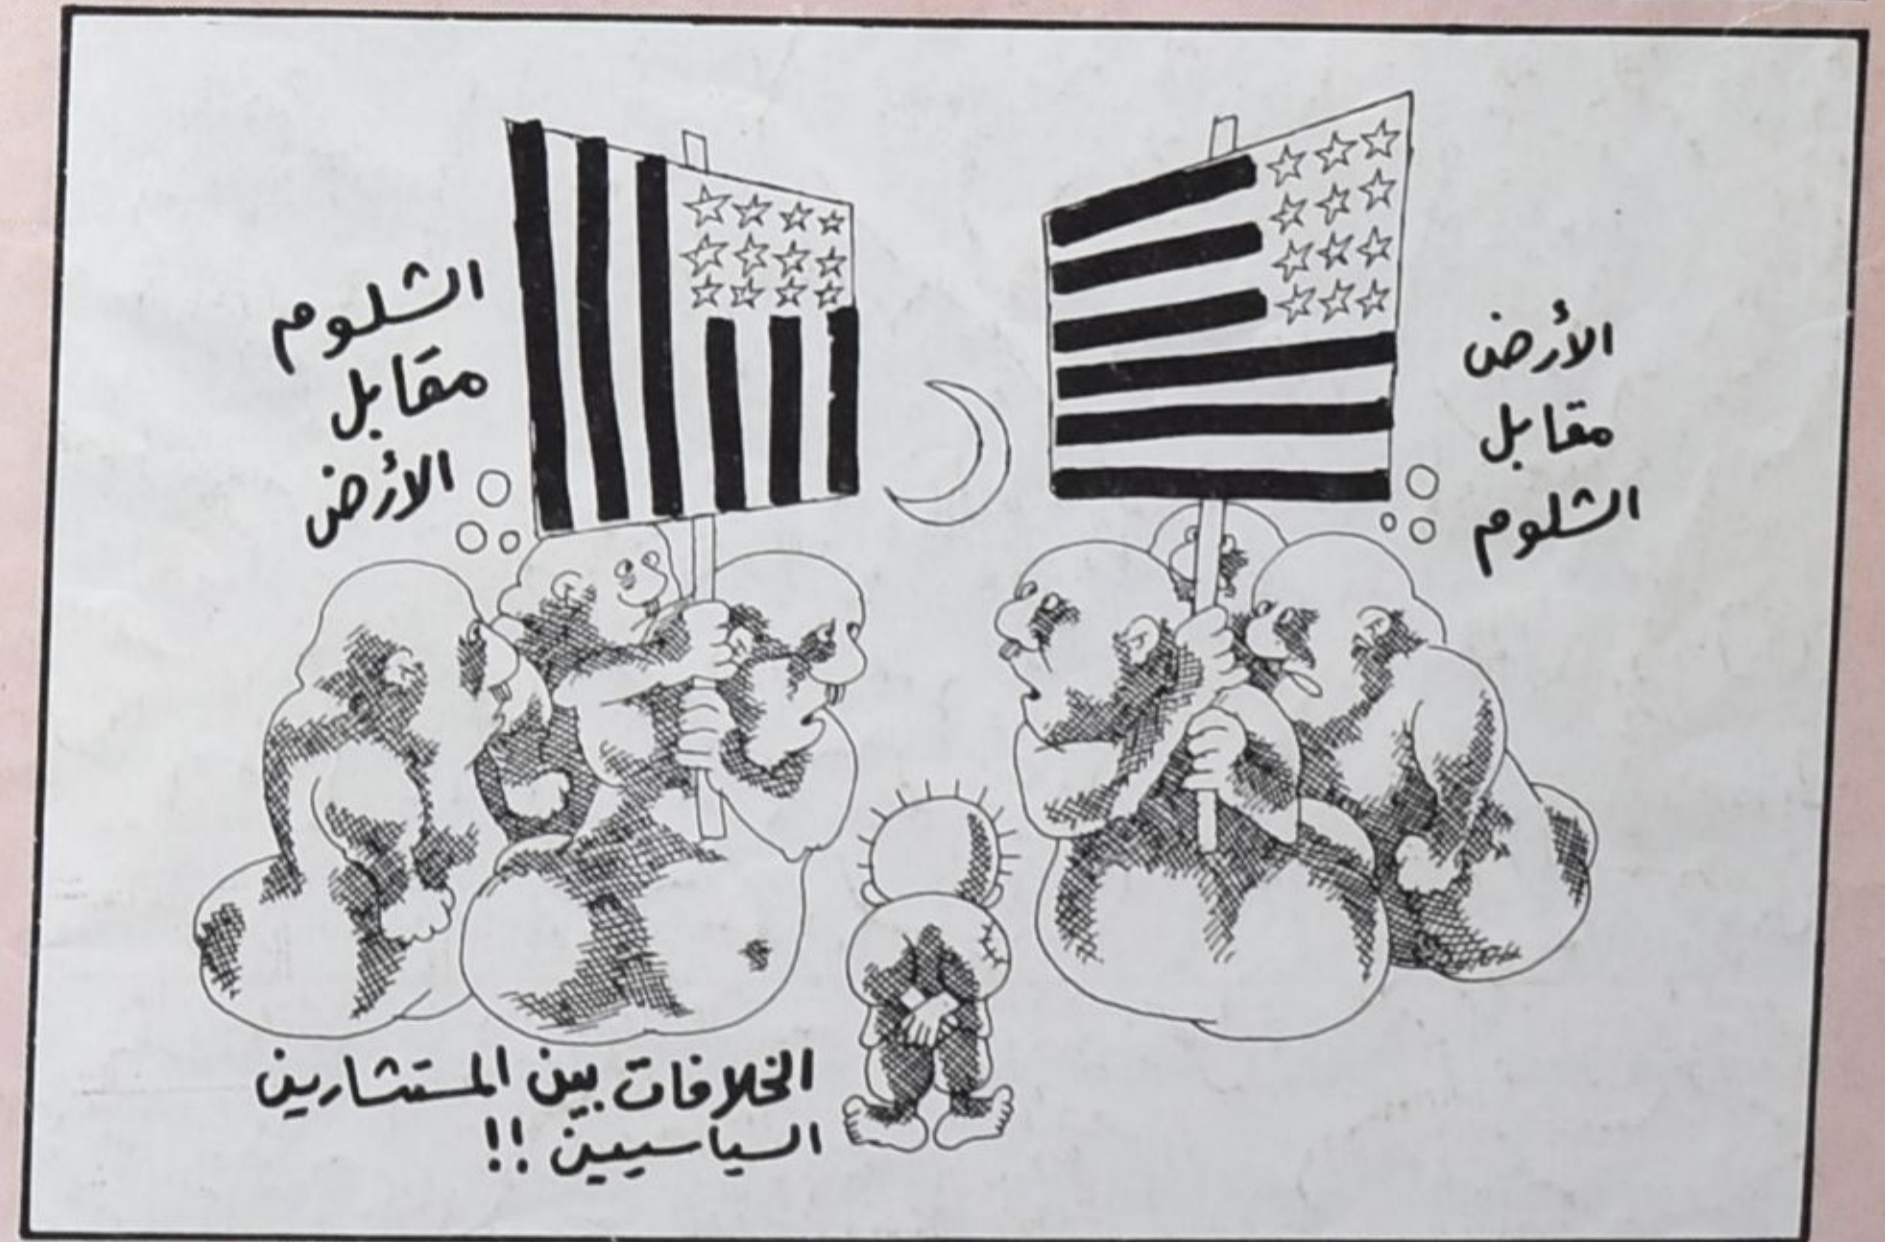 الأرض
مقابل
الشلوم
الشلوم
مقابل
الأرض
الخلافات بين المستشارين
السياسيين !!